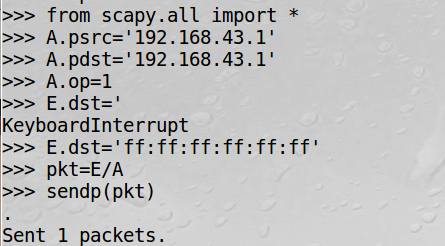 >>> from scapy.all import *
>>> A.psrc='192.168.43.1'
>>> A.pdst='192.168.43.1'
>>> A.op=1
>>> E.dst='
KeyboardInterrupt
>>> E.dst='ff:ff:ff:ff:ff:ff'
>>> pkt=E/A
>>> sendp(pkt)
.
Sent 1 packets.